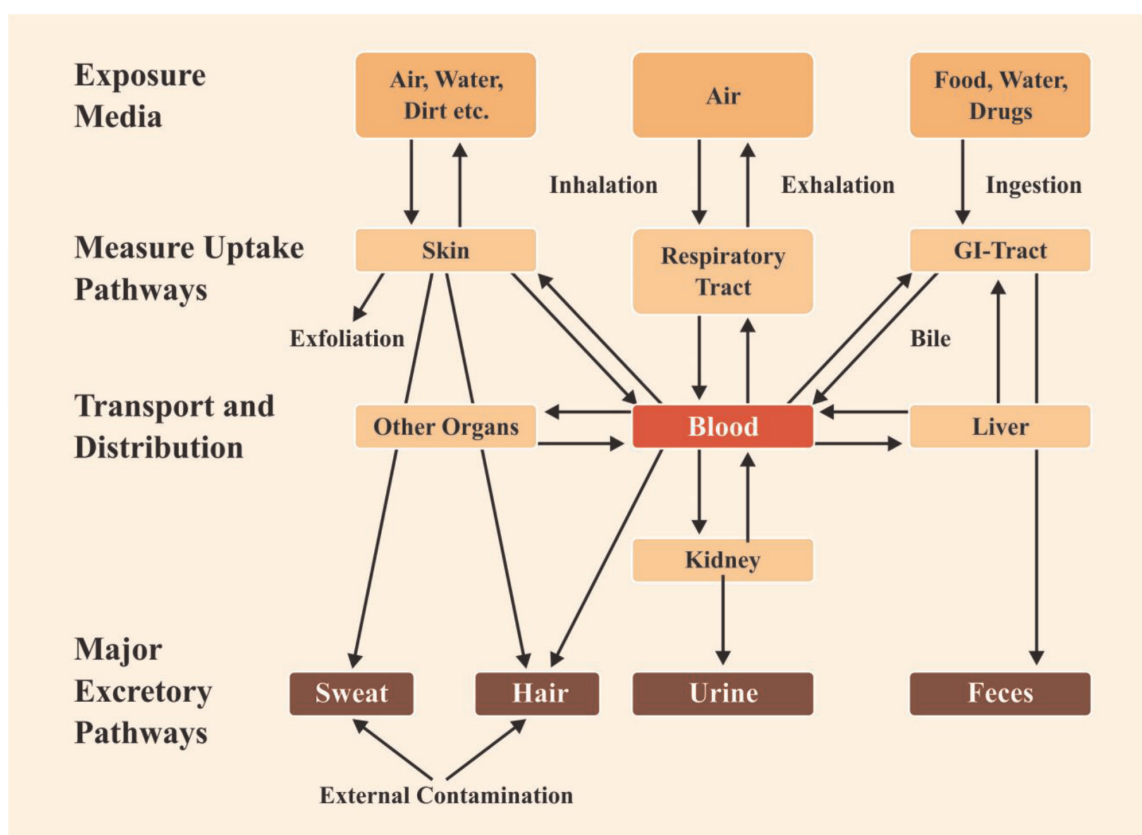 Exposure
Media
Air, Water,
Dirt etc.
Air
Food, Water,
Drugs
Inhalation
Exhalation
Ingestion
Measure Uptake
Pathways
Skin
Respiratory
Tract
GI-Tract
Exfoliation
Bile
Transport and
Distribution
Other Organs
Blood
Liver
Kidney
Major
Excretory
Pathways
Sweat
Hair
Urine
Feces
External Contamination